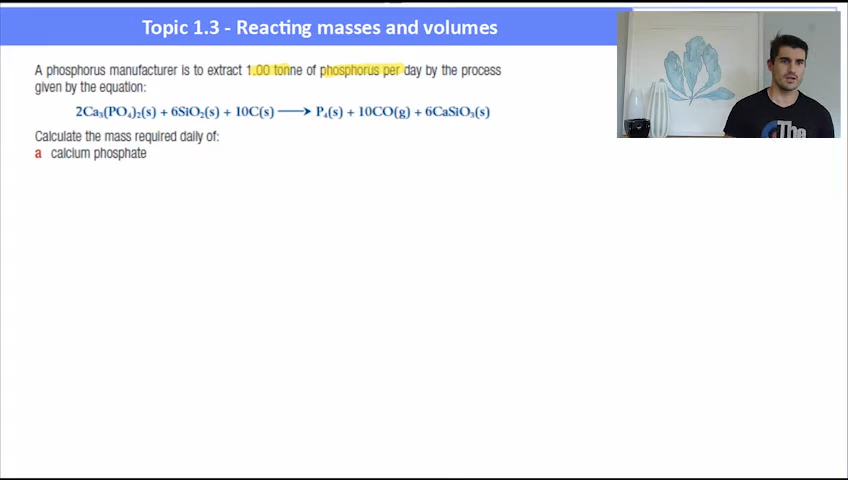 Topic 1.3 - Reacting masses and volumes
A phosphorus manufacturer is to extract 1.00 tonne of phosphorus per day by the process
given by the equation:
2Ca₃(PO₄)₂(s) + 6SiO₂(s) + 10C(s) ⟶ P₄(s) + 10CO(g) + 6CaSiO₃(s)
Calculate the mass required daily of:
a calcium phosphate
The